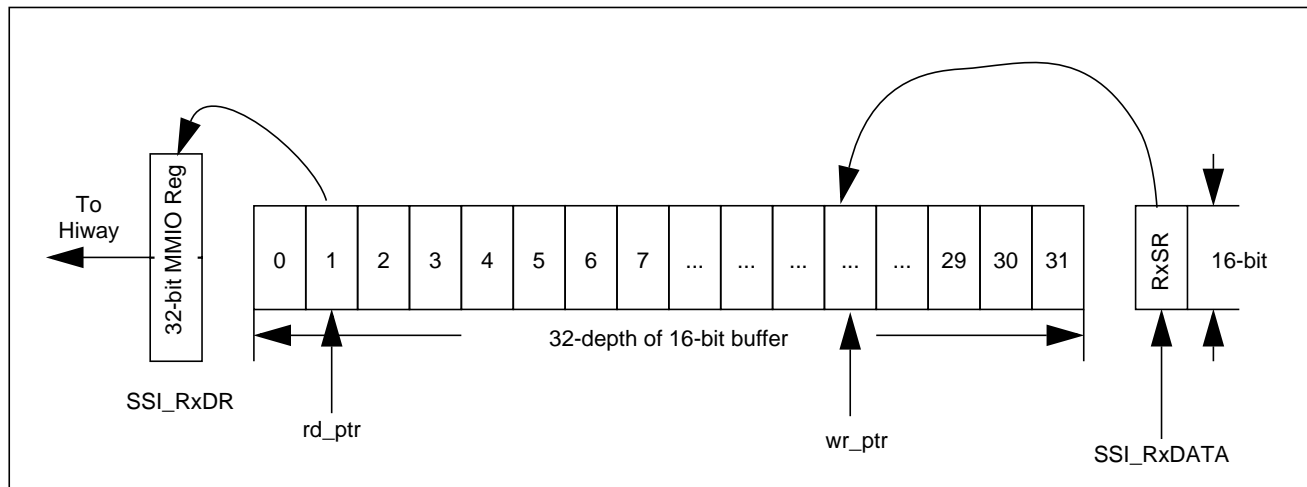 To
Hiway
32-bit MMIO Reg
SSI_RxDR
0 1 2 3 4 5 6 7 ... ... ... ... ... 29 30 31
32-depth of 16-bit buffer
rd_ptr
wr_ptr
RxSR
16-bit
SSI_RxDATA